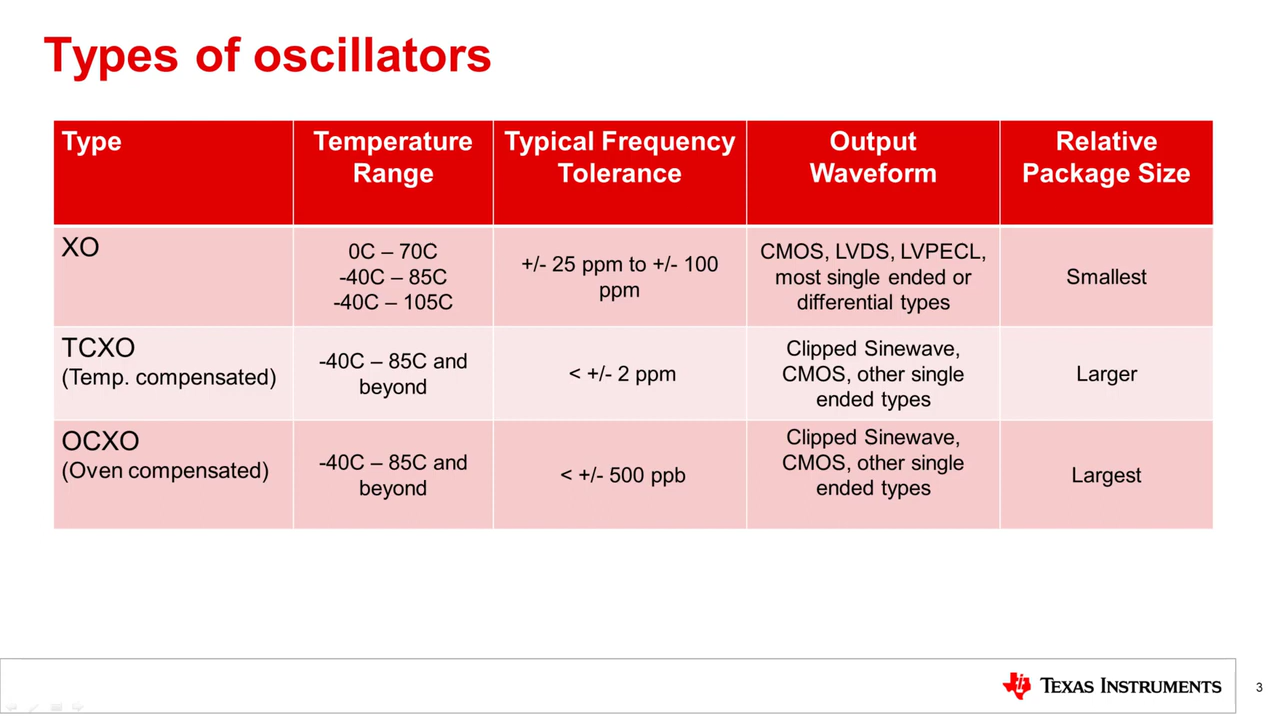 Types of oscillators
Type
Temperature
Range
Typical Frequency
Tolerance
Output
Waveform
Relative
Package Size
XO
0C – 70C
-40C – 85C
-40C – 105C
+/- 25 ppm to +/- 100
ppm
CMOS, LVDS, LVPECL,
most single ended or
differential types
Smallest
TCXO
(Temp. compensated)
-40C – 85C and
beyond
< +/- 2 ppm
Clipped Sinewave,
CMOS, other single
ended types
Larger
OCXO
(Oven compensated)
-40C – 85C and
beyond
< +/- 500 ppb
Clipped Sinewave,
CMOS, other single
ended types
Largest
TEXAS INSTRUMENTS
3